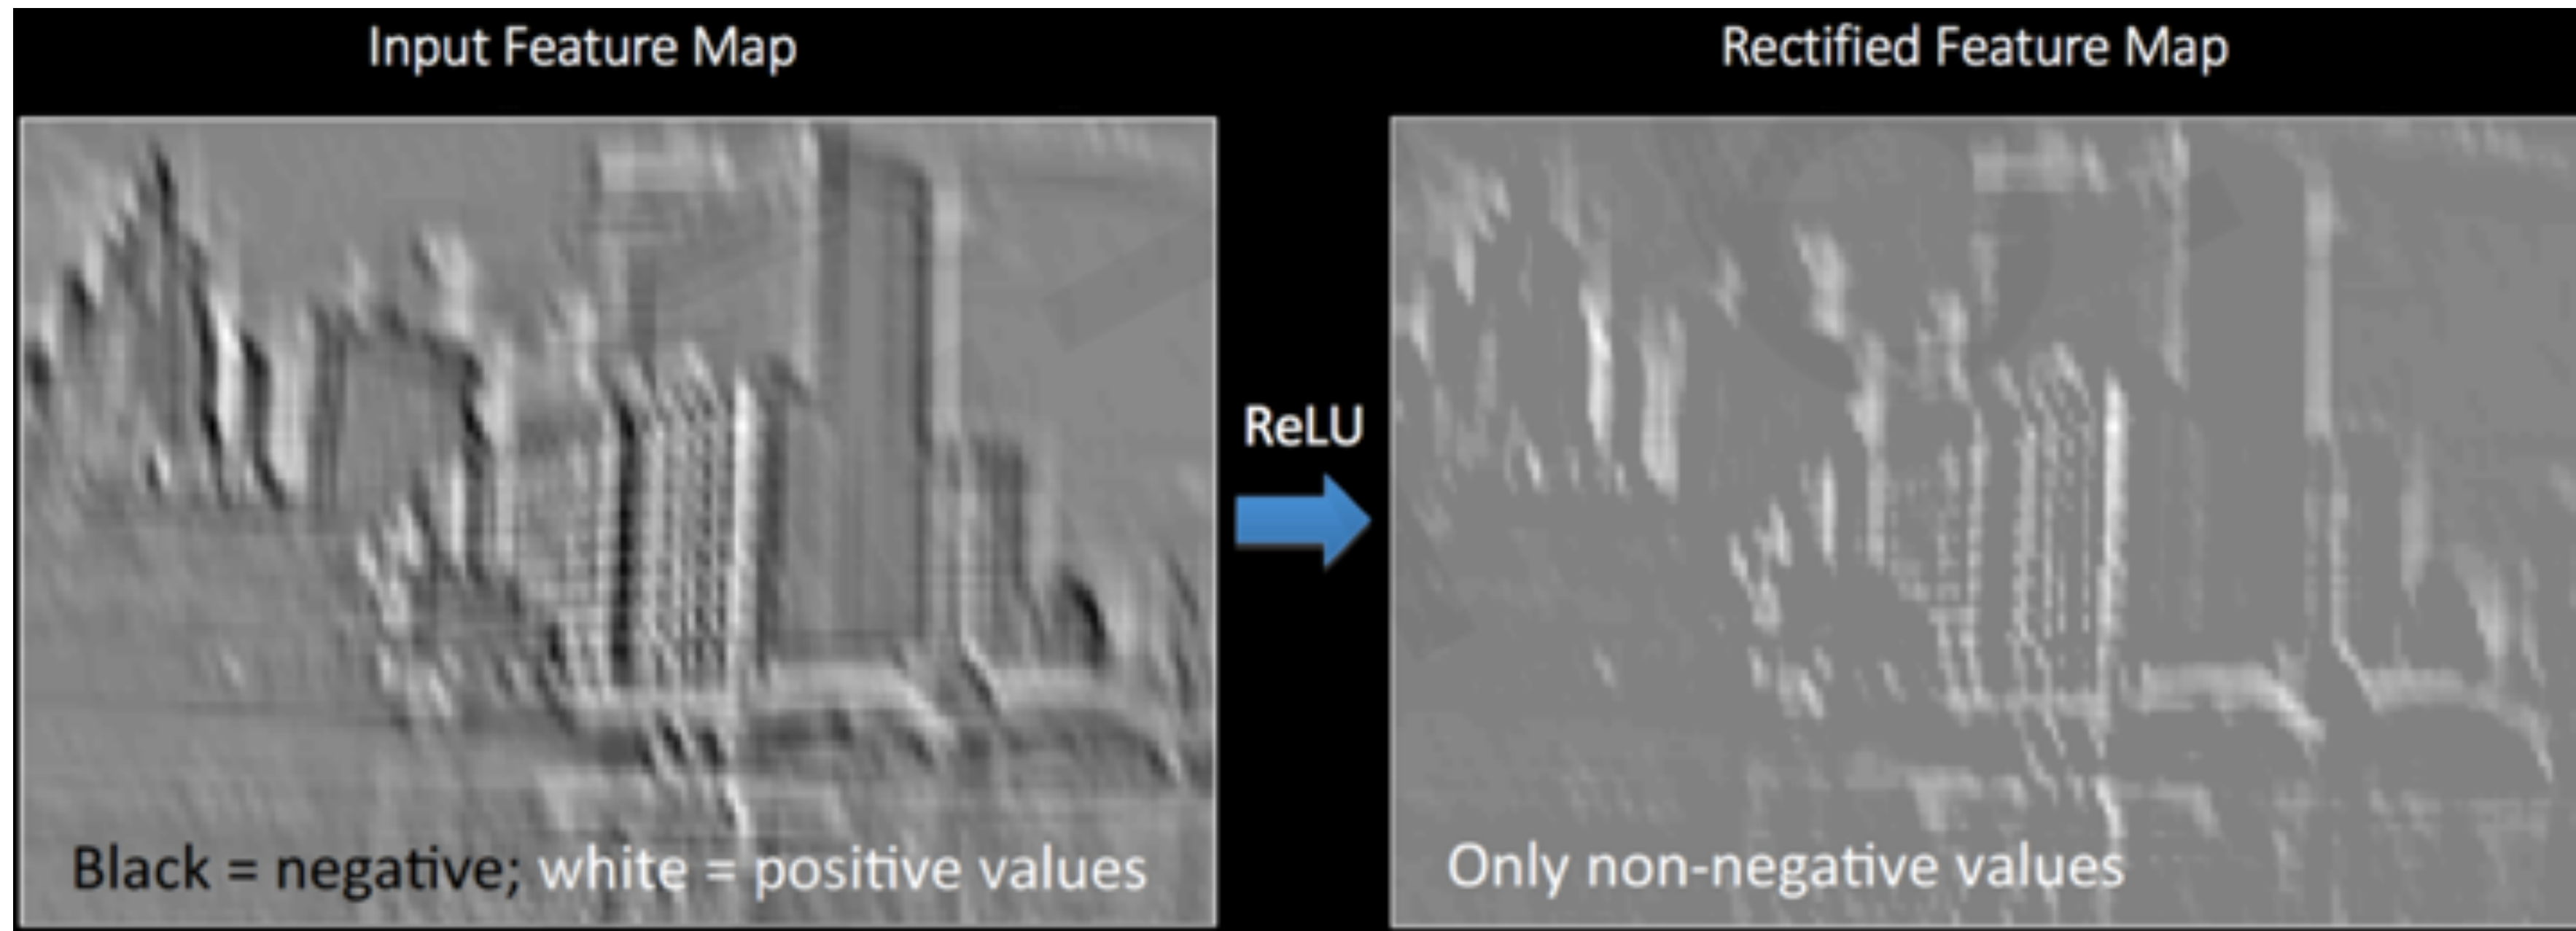 Input Feature Map
Rectified Feature Map
ReLU
Black = negative; white = positive values
Only non-negative values